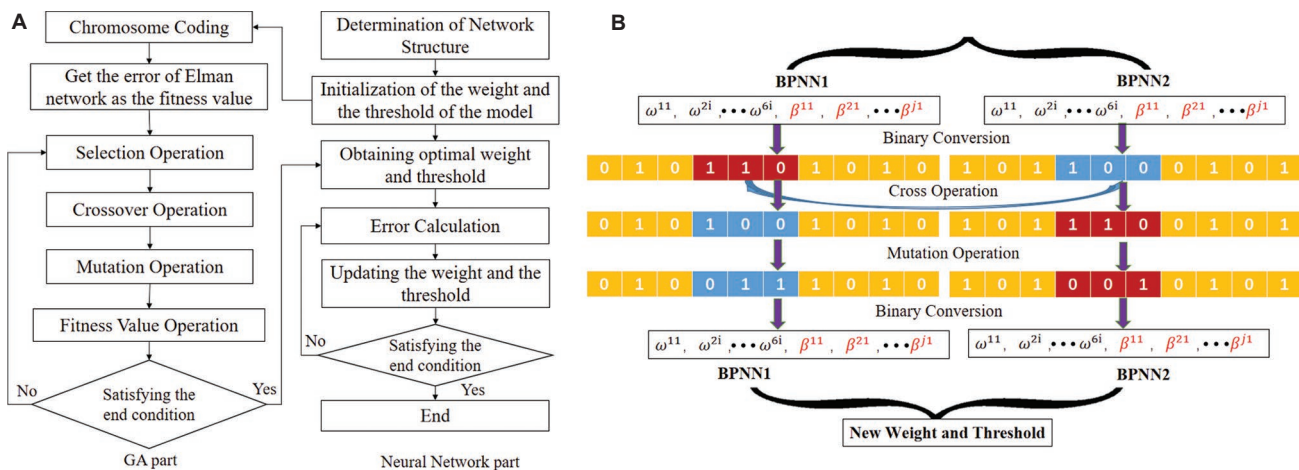 A
Chromosome Coding
Get the error of Elman
network as the fitness value
Selection Operation
Crossover Operation
Mutation Operation
Fitness Value Operation
No
Yes
Satisfying the
end condition
GA part
Determination of Network
Structure
Initialization of the weight and
the threshold of the model
Obtaining optimal weight
and threshold
Error Calculation
Updating the weight and the
threshold
No
Satisfying the
end condition
Yes
End
Neural Network part
B
BPNN1 BPNN2
ω¹¹, ω²ⁱ,•••ω⁶ⁱ, β¹¹, β²¹, •••βʲ¹ ω¹¹, ω²ⁱ,•••ω⁶ⁱ, β¹¹, β²¹, •••βʲ¹
Binary Conversion
0 1 0 1 1 0 1 0 1 0 1 0 1 1 0 0 0 1 0 1
Cross Operation
0 1 0 1 0 0 1 0 1 0 1 0 1 1 1 0 0 1 0 1
Mutation Operation
0 1 0 0 1 1 1 0 1 0 1 0 1 0 0 1 0 1 0 1
Binary Conversion
ω¹¹, ω²ⁱ,•••ω⁶ⁱ, β¹¹, β²¹, •••βʲ¹ ω¹¹, ω²ⁱ,•••ω⁶ⁱ, β¹¹, β²¹, •••βʲ¹
BPNN1 BPNN2
New Weight and Threshold